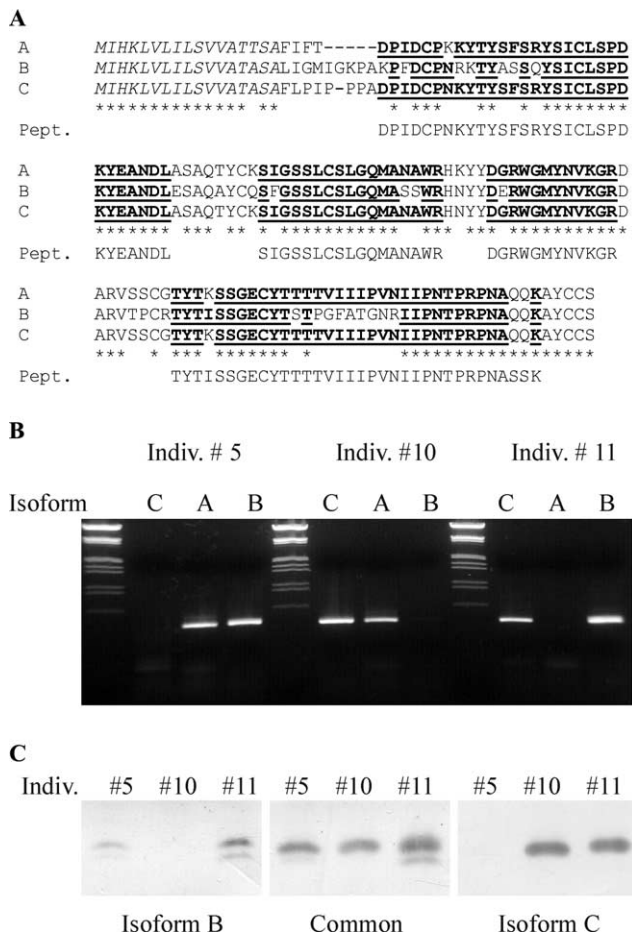 A
A MIHKLVLILSVVATTSAFIFT-----DPIDCPKKYTYSFSRYSICLSPD
B MIHKLVLILSVVATASALIGMIGKPAKPFDCPNRKTYASSQYSICLSPD
C MIHKLVLILSVVATASAFLPIP-PPADPIDCPNKYTYSFSRYSICLSPD
************** ** * ** ** * ********
Pept. DPIDCPNKYTYSFSRYSICLSPD
A KYEANDLASAQTYCKSIGSSLCSLGQMANAWRHKYYDGRWGMYNVKGRD
B KYEANDLESAQAYCQSFGSSLCSLGQMASSWRHNYYDERWGMYNVKGRD
C KYEANDLASAQTYCKSIGSSLCSLGQMANAWRHNYYDGRWGMYNVKGRD
******* *** ** * *********** *** *** ***********
Pept. KYEANDL SIGSSLCSLGQMANAWR DGRWGMYNVKGR
A ARVSSCGTYTKSSGECYTTTTVIIIPVNIIPNTPRPNAQQKAYCCS
B ARVTPCRTYTISSGECYTSTPGFATGNRIIPNTPRPNAQQKAYCCS
C ARVSSCGTYTKSSGECYTTTTVIIIPVNIIPNTPRPNAQQKAYCCS
*** * *** ******* * ******************
Pept. TYTISSGECYTTTTVIIIPVNIIPNTPRPNASSK
B
Indiv. # 5 Indiv. #10 Indiv. # 11
Isoform C A B C A B C A B
C
Indiv. #5 #10 #11 #5 #10 #11 #5 #10 #11
Isoform B Common Isoform C